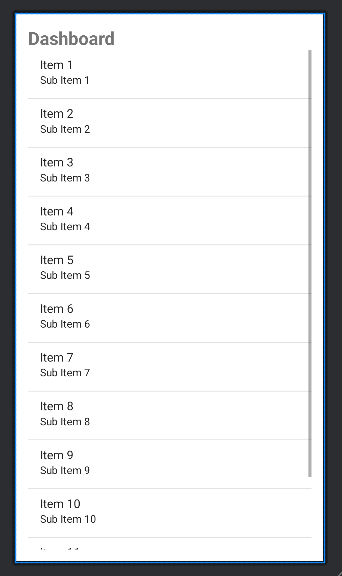 Dashboard
Item 1
Sub Item 1
Item 2
Sub Item 2
Item 3
Sub Item 3
Item 4
Sub Item 4
Item 5
Sub Item 5
Item 6
Sub Item 6
Item 7
Sub Item 7
Item 8
Sub Item 8
Item 9
Sub Item 9
Item 10
Sub Item 10